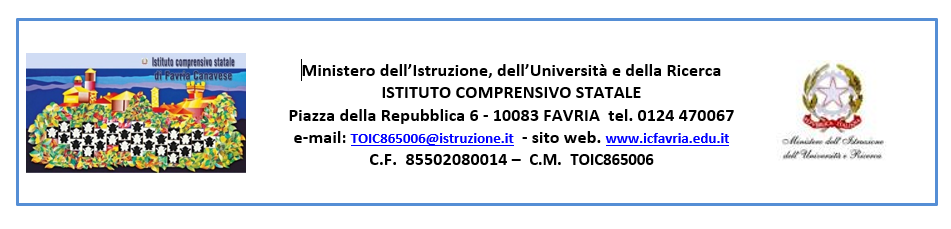 Istituto comprensivo statale
di Favria Canavese
Ministero dell'Istruzione, dell'Università e della Ricerca
ISTITUTO COMPRENSIVO STATALE
Piazza della Repubblica 6 - 10083 FAVRIA tel. 0124 470067
e-mail: TOIC865006@istruzione.it - sito web. www.icfavria.edu.it
C.F. 85502080014 – C.M. TOIC865006
Ministero dell'Istruzione
dell'Università e Ricerca